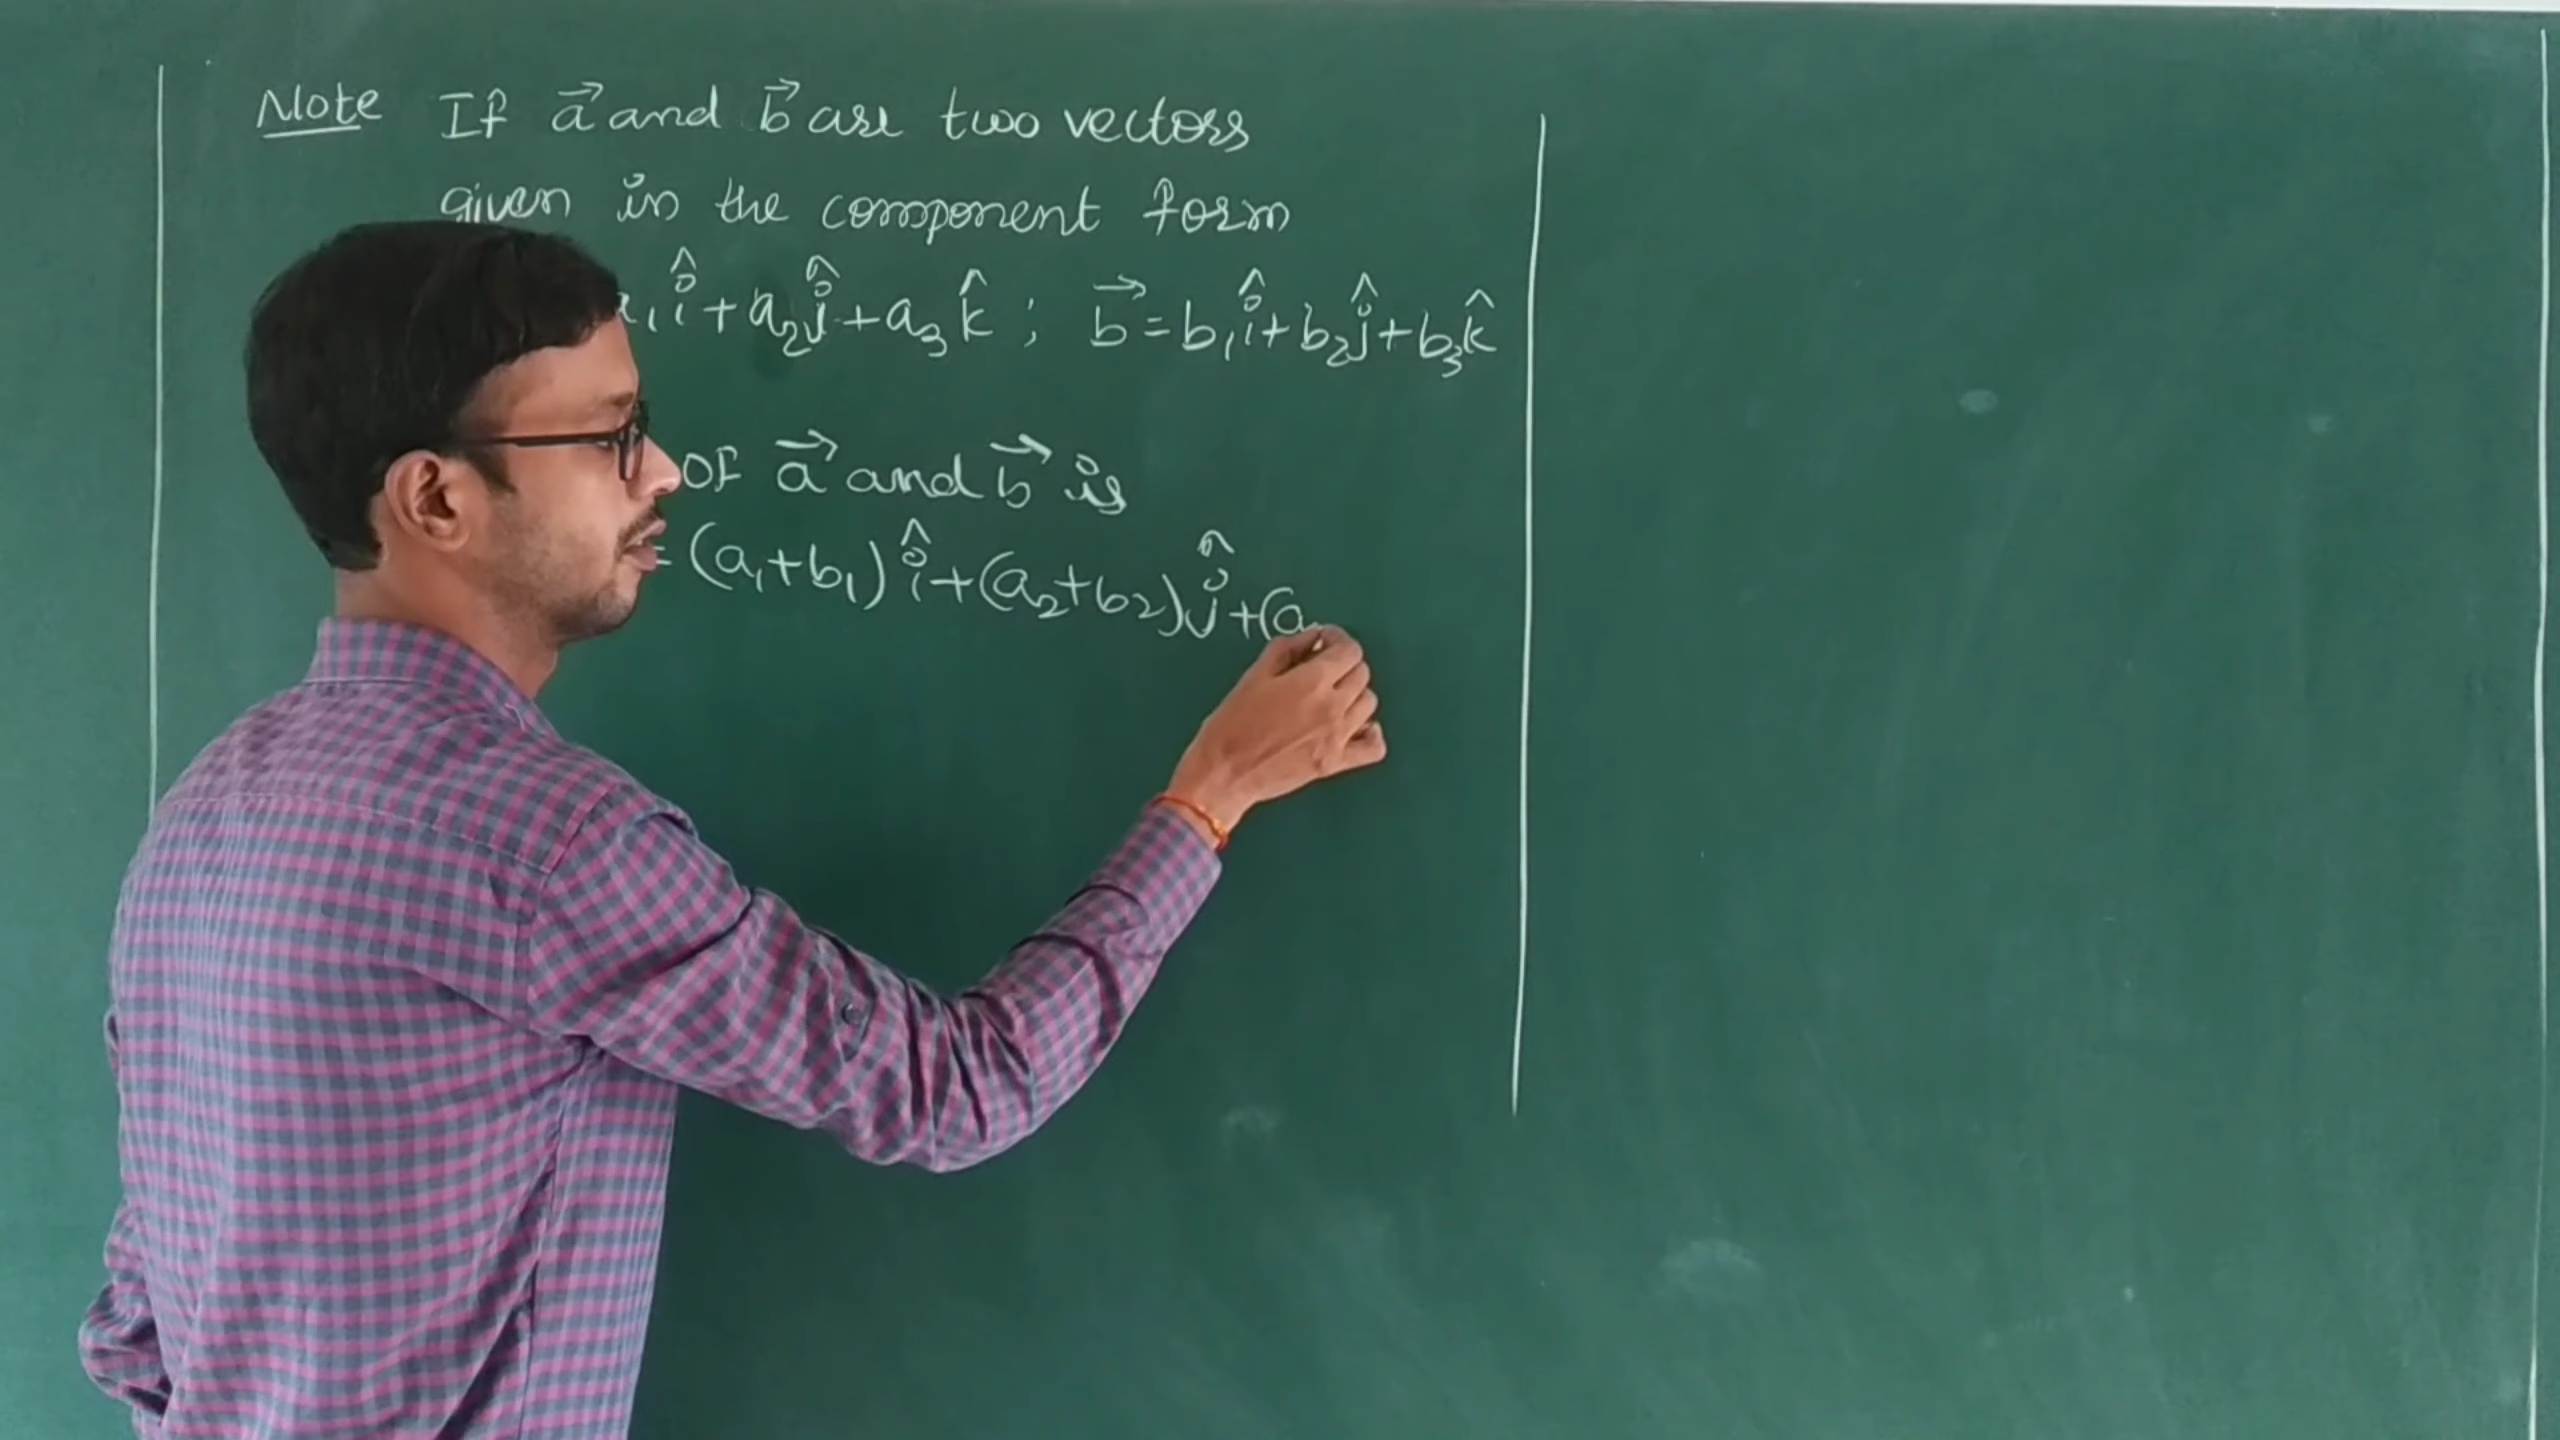 Note If a⃗ and b⃗ are two vectors
given in the component form
₁î + a₂ĵ + a₃k̂ ; b⃗ = b₁î + b₂ĵ + b₃k̂
of a⃗ and b⃗ is
= (a₁+b₁)î + (a₂+b₂)ĵ + (a